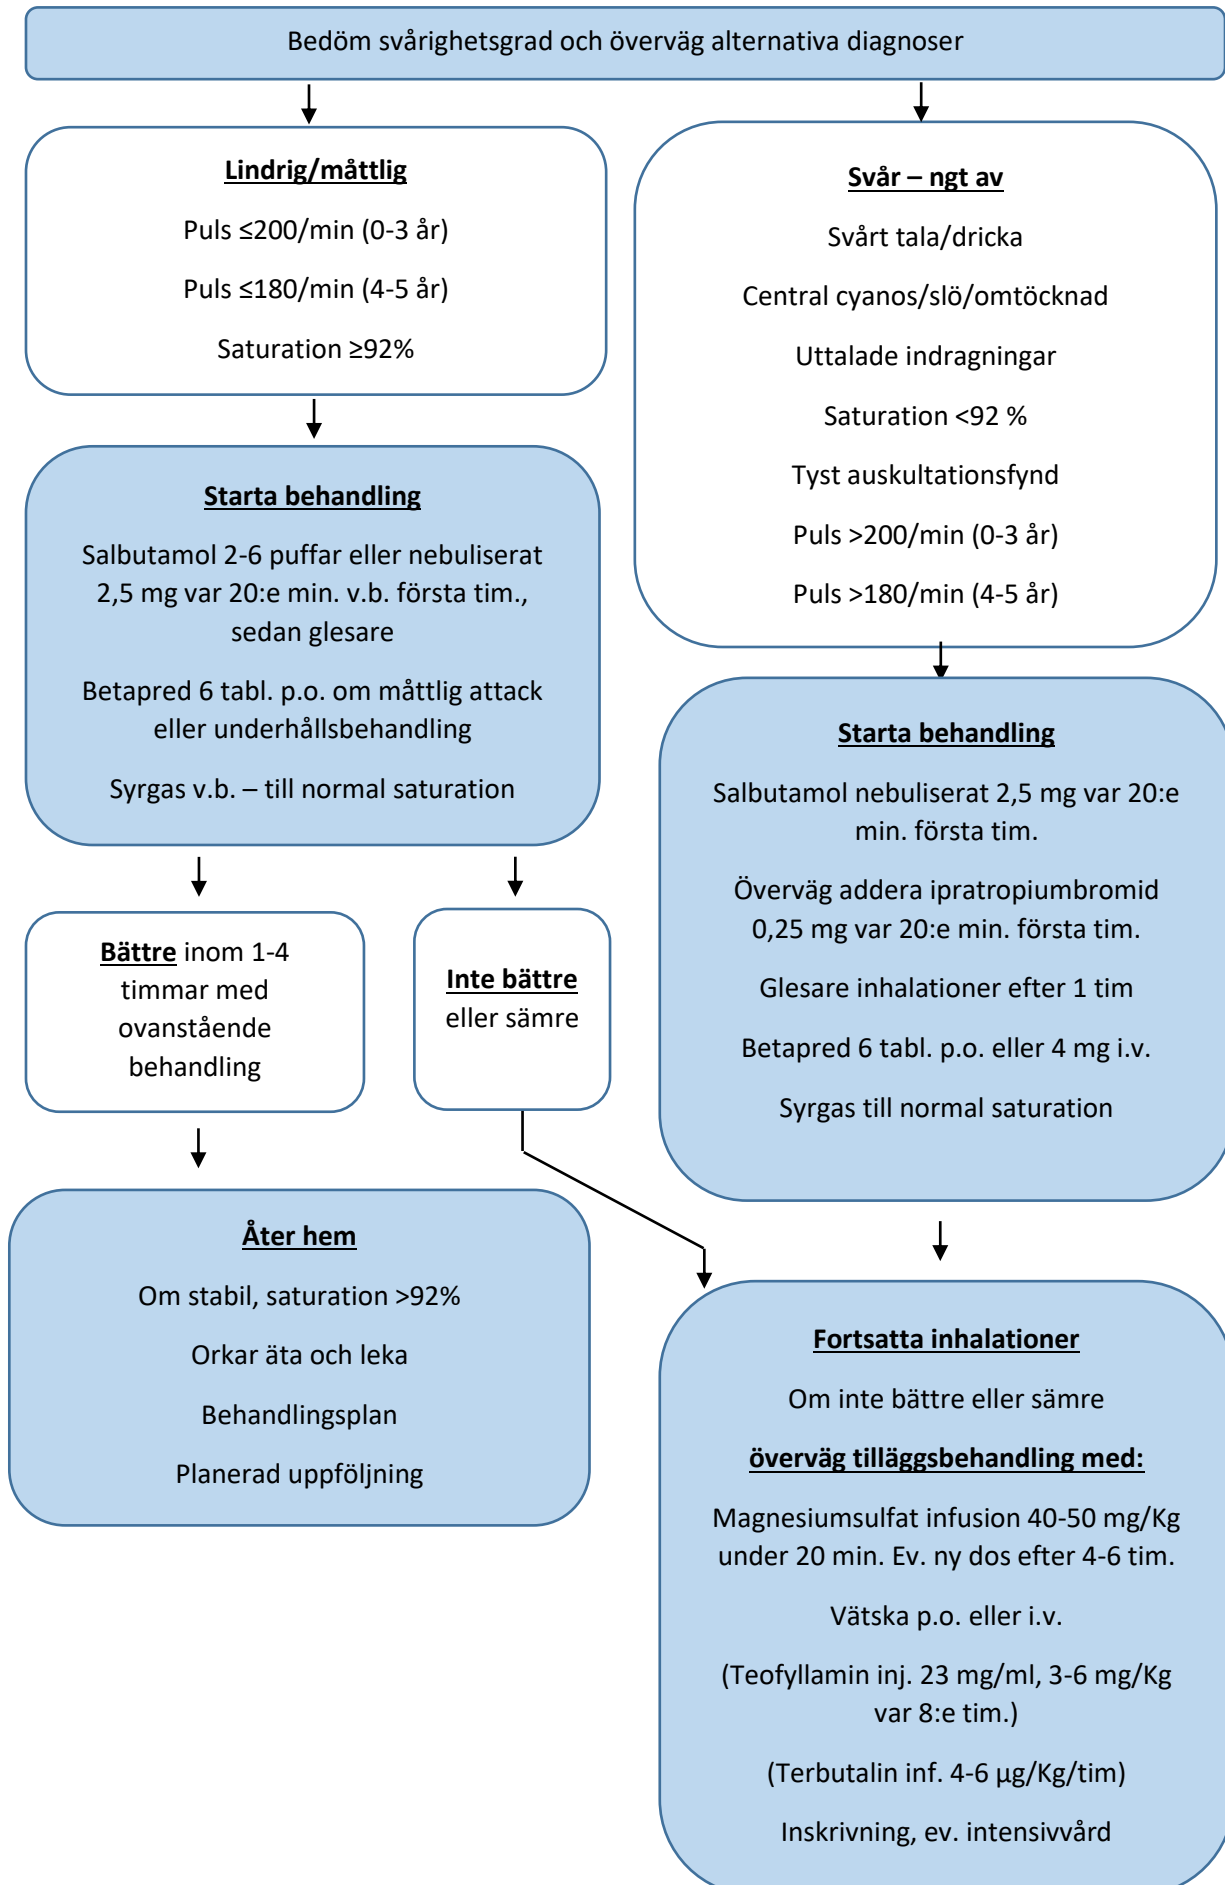 Bedöm svårighetsgrad och överväg alternativa diagnoser
Lindrig/måttlig
Puls ≤200/min (0-3 år)
Puls ≤180/min (4-5 år)
Saturation ≥92%
Svår – ngt av
Svårt tala/dricka
Central cyanos/slö/omtöcknad
Uttalade indragningar
Saturation <92 %
Tyst auskultationsfynd
Puls >200/min (0-3 år)
Puls >180/min (4-5 år)
Starta behandling
Salbutamol 2-6 puffar eller nebuliserat
2,5 mg var 20:e min. v.b. första tim.,
sedan glesare
Betapred 6 tabl. p.o. om måttlig attack
eller underhållsbehandling
Syrgas v.b. – till normal saturation
Starta behandling
Salbutamol nebuliserat 2,5 mg var 20:e
min. första tim.
Överväg addera ipratropiumbromid
0,25 mg var 20:e min. första tim.
Glesare inhalationer efter 1 tim
Betapred 6 tabl. p.o. eller 4 mg i.v.
Syrgas till normal saturation
Bättre inom 1-4
timmar med
ovanstående
behandling
Inte bättre
eller sämre
Åter hem
Om stabil, saturation >92%
Orkar äta och leka
Behandlingsplan
Planerad uppföljning
Fortsatta inhalationer
Om inte bättre eller sämre
överväg tilläggsbehandling med:
Magnesiumsulfat infusion 40-50 mg/Kg
under 20 min. Ev. ny dos efter 4-6 tim.
Vätska p.o. eller i.v.
(Teofyllamin inj. 23 mg/ml, 3-6 mg/Kg
var 8:e tim.)
(Terbutalin inf. 4-6 µg/Kg/tim)
Inskrivning, ev. intensivvård